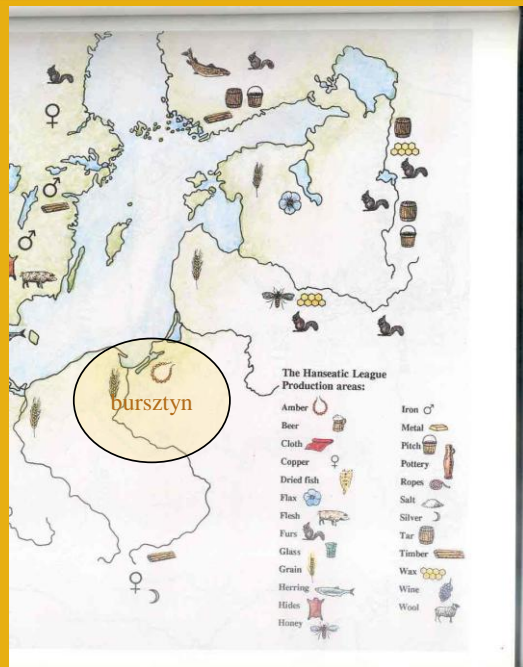 bursztyn
The Hanseatic League
Production areas:
Amber
Beer
Cloth
Copper
Dried fish
Flax
Flesh
Furs
Glass
Grain
Herring
Hides
Honey
Iron
Metal
Pitch
Pottery
Ropes
Salt
Silver
Tar
Timber
Wax
Wine
Wool